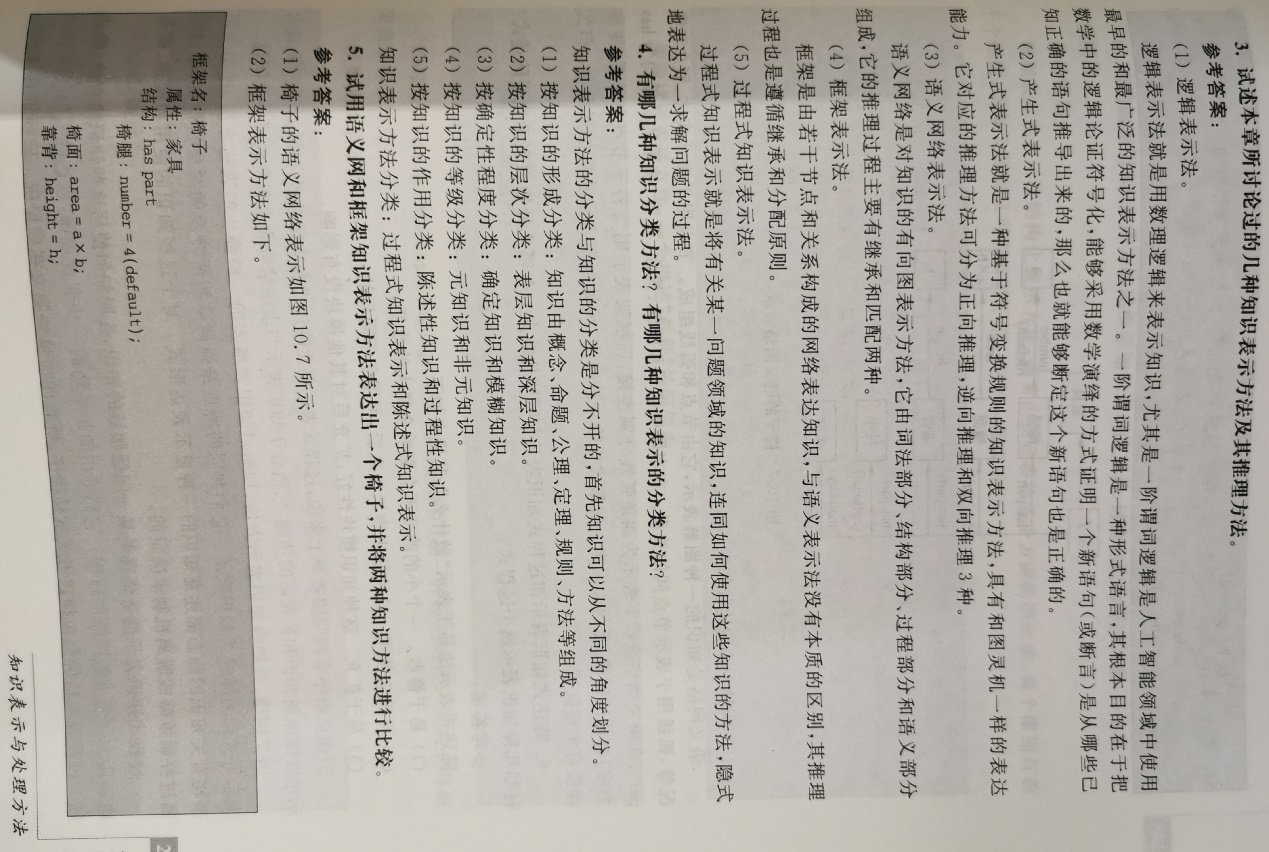 3. 试述本章所讨论过的几种知识表示方法及其推理方法。
参考答案：
（1）逻辑表示法。
逻辑表示法就是用数理逻辑来表示知识，尤其是一阶谓词逻辑是人工智能领域中使用
最早的和最广泛的知识表示方法之一。一阶谓词逻辑是一种形式语言，其根本目的在于把
数学中的逻辑论证符号化，能够采用数学演绎的方式证明一个新语句（或断言）是从哪些已
知正确的语句推导出来的，那么也就能够断定这个新语句也是正确的。
（2）产生式表示法。
产生式表示法就是一种基于符号变换规则的知识表示方法，具有和图灵机一样的表达
能力。它对应的推理方法可分为正向推理，逆向推理和双向推理3种。
（3）语义网络表示法。
语义网络是对知识的有向图表示方法，它由词法部分、结构部分、过程部分和语义部分
组成，它的推理过程主要有继承和匹配两种。
（4）框架表示法。
框架是由若干节点和关系构成的网络表达知识，与语义表示法没有本质的区别，其推理
过程也是遵循继承和分配原则。
（5）过程式知识表示法。
过程式知识表示就是将有关某一问题领域的知识，连同如何使用这些知识的方法，隐式
地表达为一求解问题的过程。
4. 有哪几种知识分类方法？有哪几种知识表示的分类方法？
参考答案：
知识表示方法的分类与知识的分类是分不开的，首先知识可以从不同的角度划分。
（1）按知识的形成分类：知识由概念、命题、公理、定理、规则、方法等组成。
（2）按知识的层次分类：表层知识和深层知识。
（3）按确定性程度分类：确定知识和模糊知识。
（4）按知识的等级分类：元知识和非元知识。
（5）按知识的作用分类：陈述性知识和过程性知识。
知识表示方法分类：过程式知识表示和陈述式知识表示。
5. 试用语义网和框架知识表示方法表达出一个椅子，并将两种知识方法进行比较。
参考答案：
（1）椅子的语义网络表示如图10.7所示。
（2）框架表示方法如下。
框架名：椅子
属性：家具
结构：has part
椅腿：number = 4(default);
椅面：area = a×b;
靠背：height = h;
知识表示与处理方法